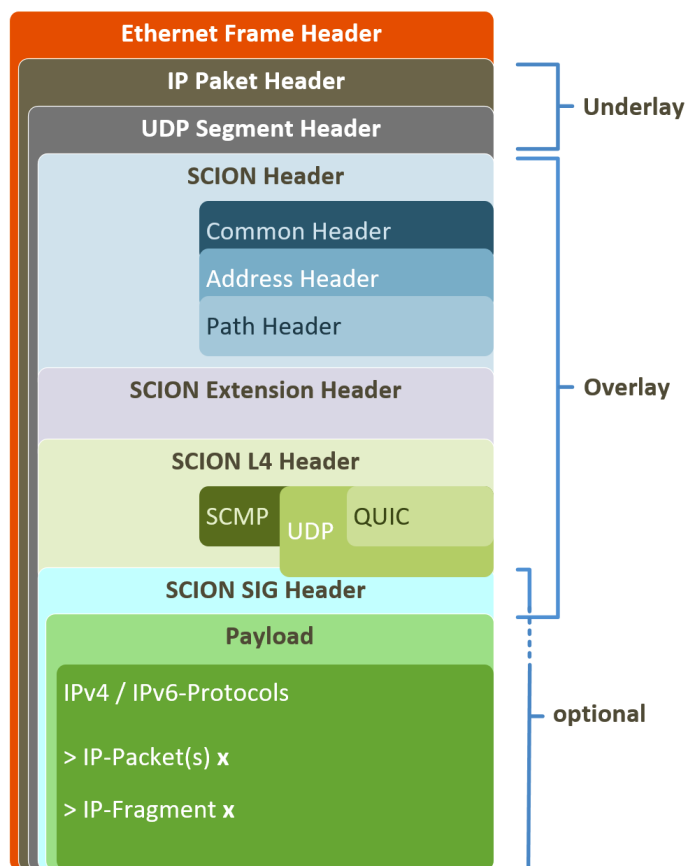 Ethernet Frame Header
IP Paket Header
Underlay
UDP Segment Header
SCION Header
Common Header
Address Header
Path Header
Overlay
SCION Extension Header
SCION L4 Header
SCMP
UDP
QUIC
SCION SIG Header
Payload
IPv4 / IPv6-Protocols
optional
> IP-Packet(s) x
> IP-Fragment x